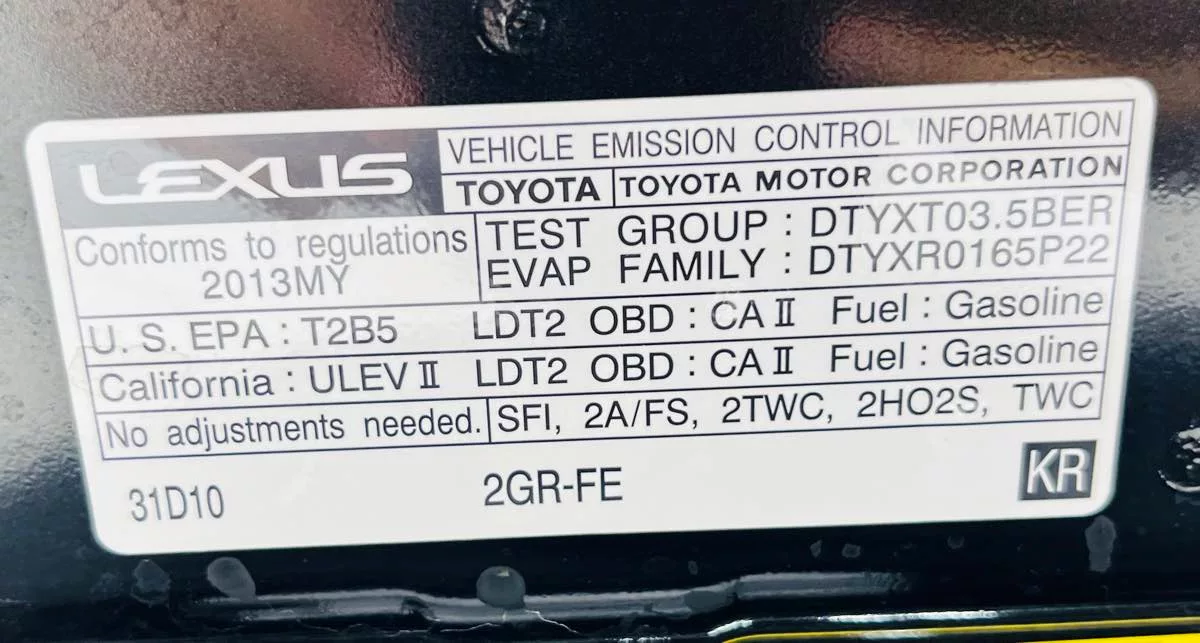 LEXUS
VEHICLE EMISSION CONTROL INFORMATION
TOYOTA TOYOTA MOTOR CORPORATION
Conforms to regulations
2013MY
TEST GROUP : DTYXT03.5BER
EVAP FAMILY : DTYXR0165P22
U. S. EPA : T2B5 LDT2 OBD : CA II Fuel : Gasoline
California : ULEV II LDT2 OBD : CA II Fuel : Gasoline
No adjustments needed. SFI, 2A/FS, 2TWC, 2HO2S, TWC
31D10 2GR-FE KR